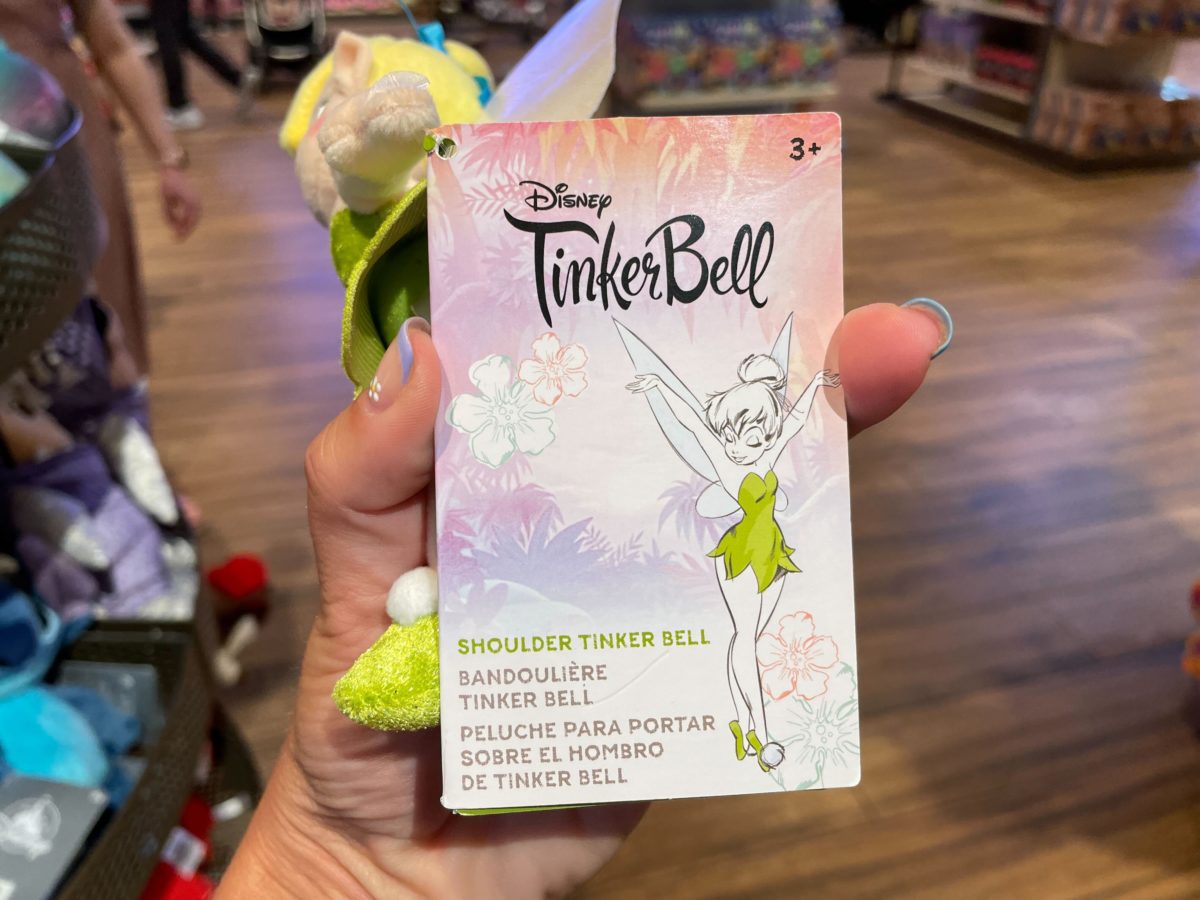 3+
Disney
TinkerBell
SHOULDER TINKER BELL
BANDOULIÈRE
TINKER BELL
PELUCHE PARA PORTAR
SOBRE EL HOMBRO
DE TINKER BELL